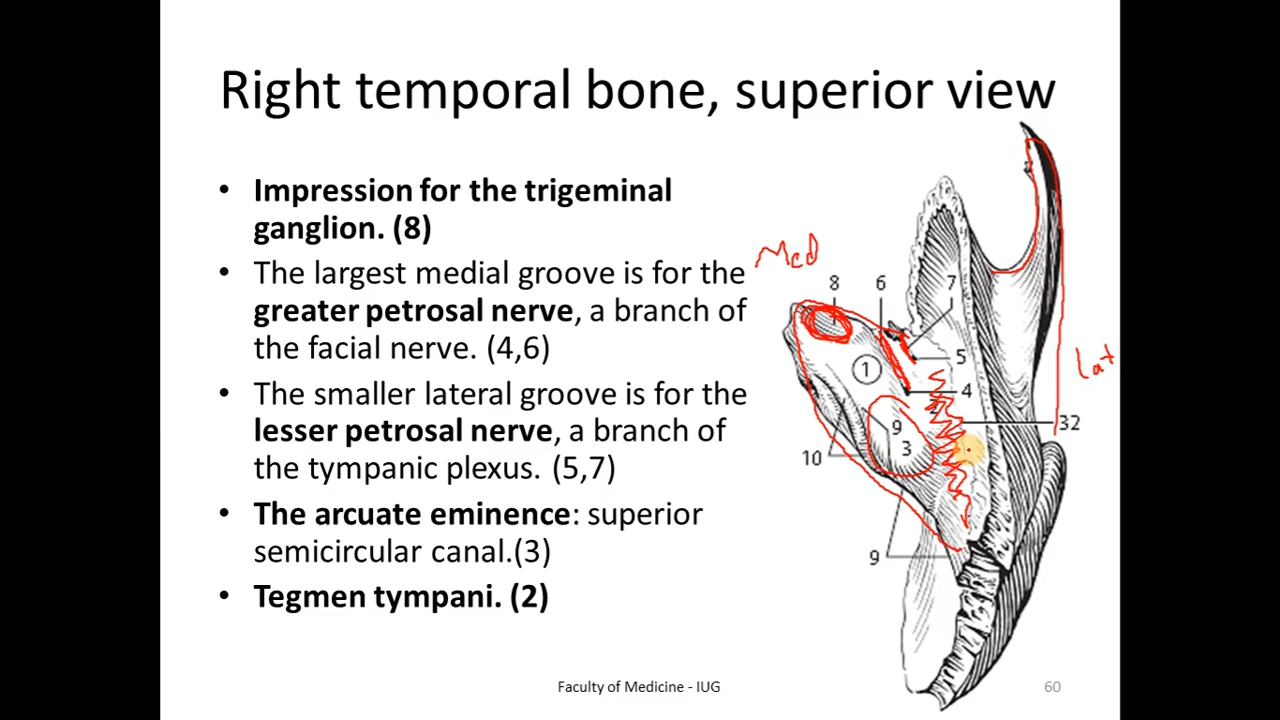 Right temporal bone, superior view
• Impression for the trigeminal
ganglion. (8)
• The largest medial groove is for the
greater petrosal nerve, a branch of
the facial nerve. (4,6)
• The smaller lateral groove is for the
lesser petrosal nerve, a branch of
the tympanic plexus. (5,7)
• The arcuate eminence: superior
semicircular canal.(3)
• Tegmen tympani. (2)
Med
8 6 7
1
5
lat
4
2
32
9
3
10
9
Faculty of Medicine - IUG
60